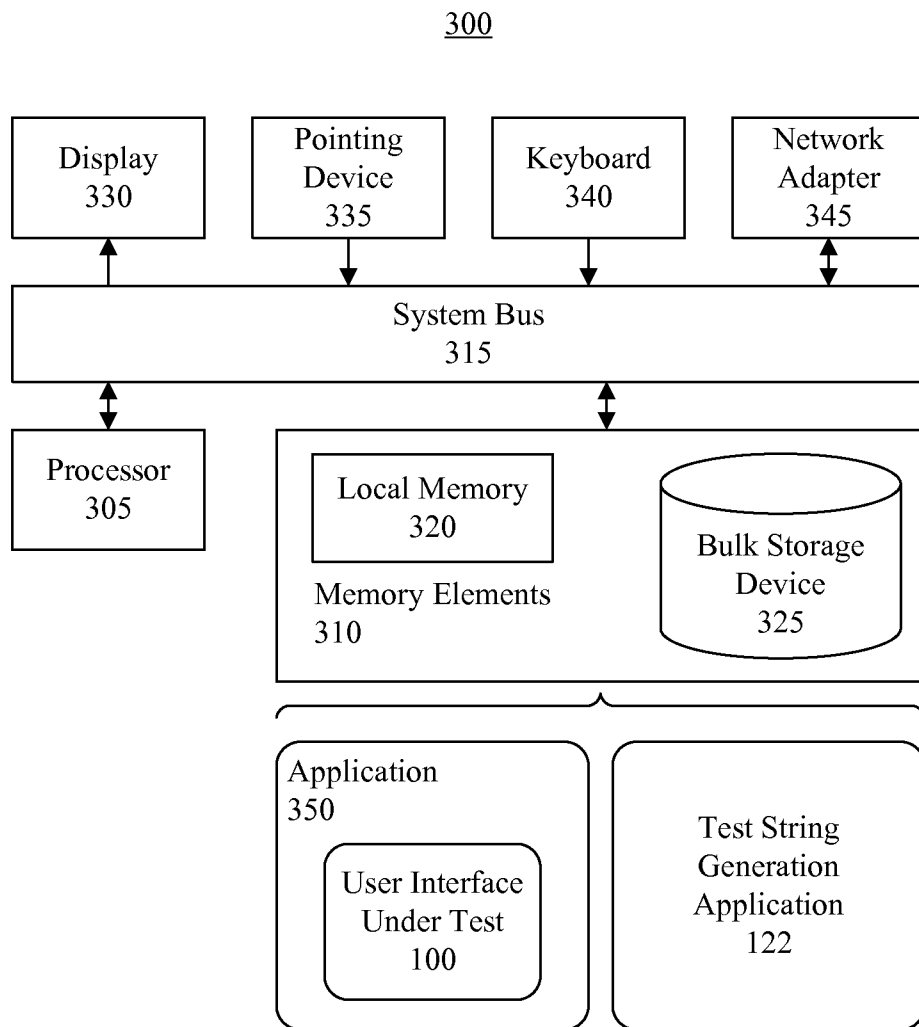 300
Display
330
Pointing
Device
335
Keyboard
340
Network
Adapter
345
System Bus
315
Processor
305
Local Memory
320
Memory Elements
310
Bulk Storage
Device
325
Application
350
User Interface
Under Test
100
Test String
Generation
Application
122